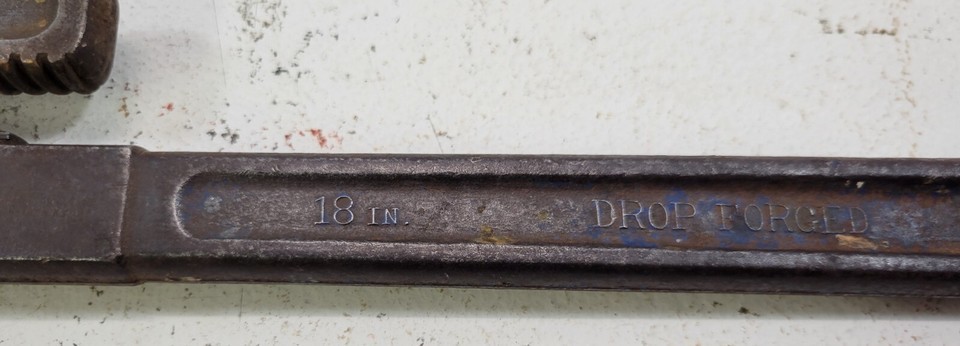 18 IN. DROP FORGED